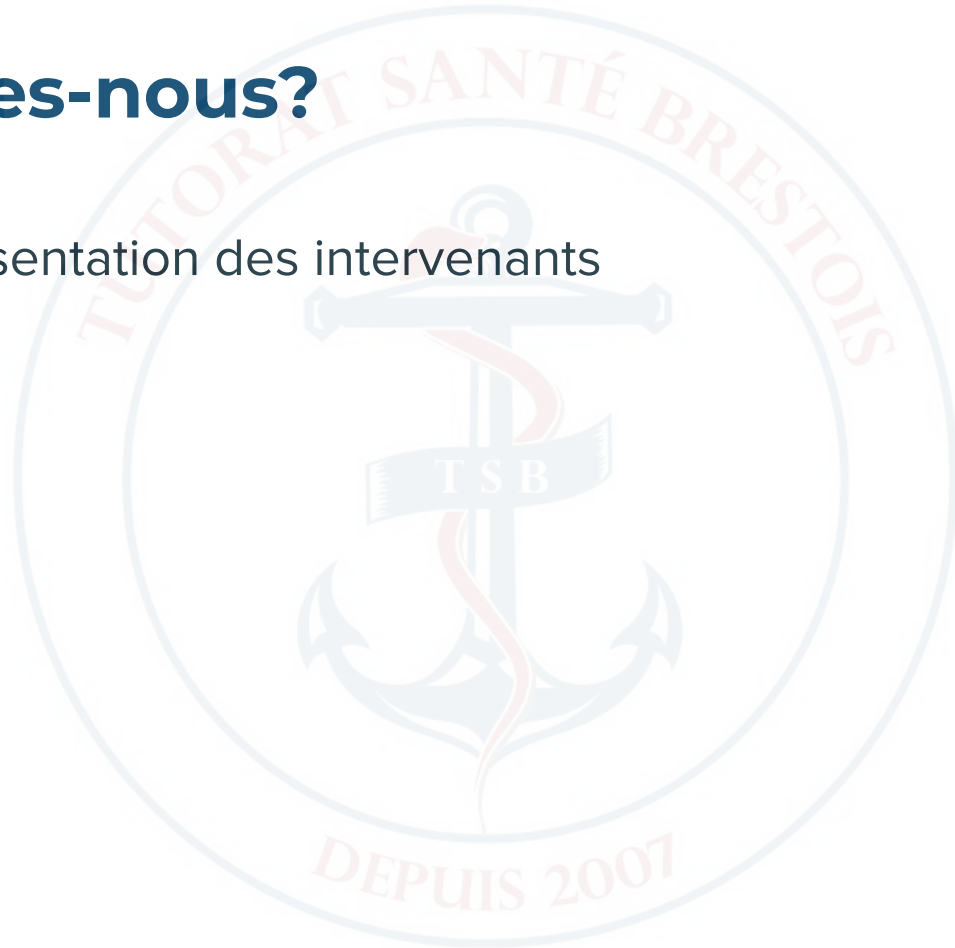 es-nous?
sentation des intervenants
TUTORAT SANTÉ BRESTOIS
TSB
DEPUIS 2007